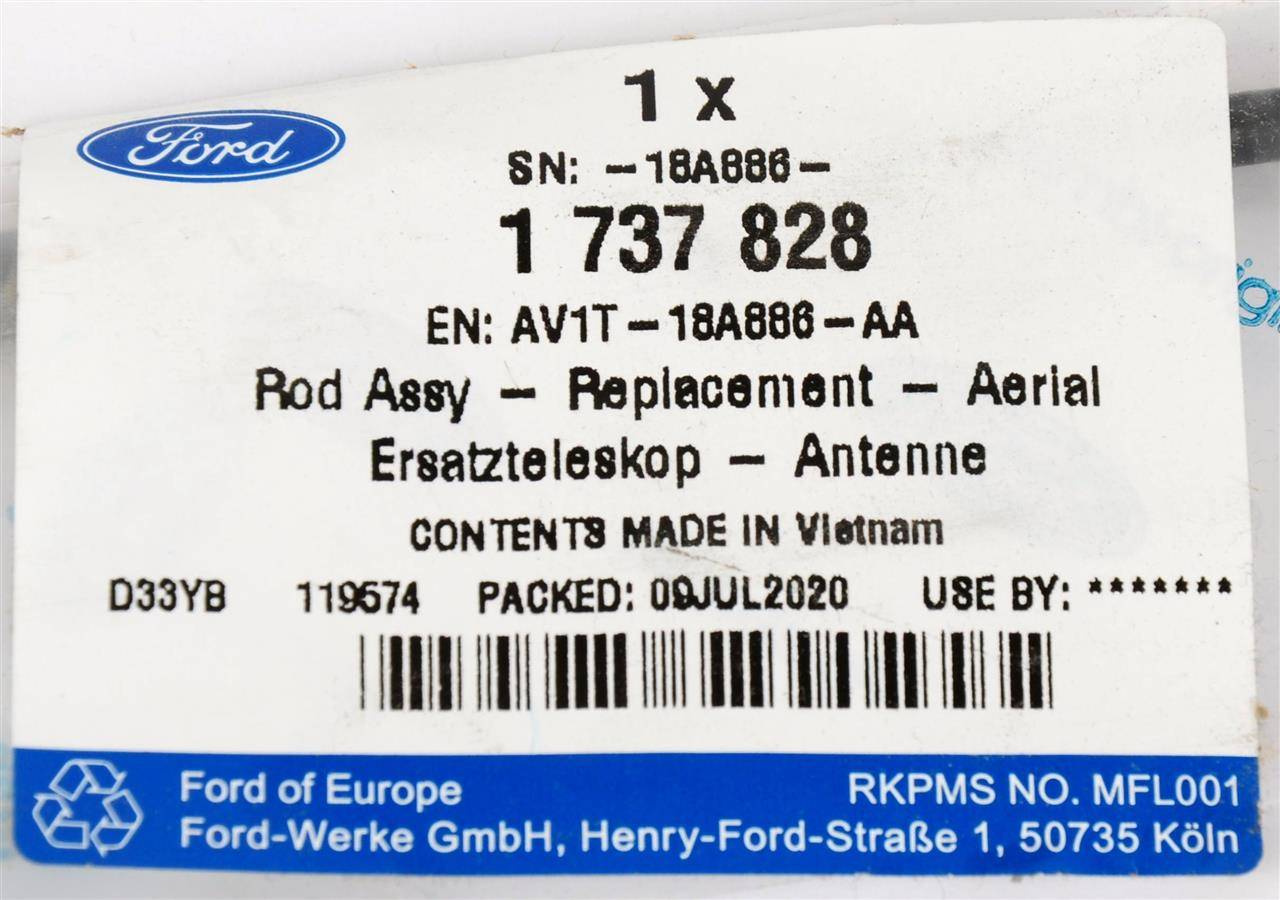 1 x
Ford
SN: -18A886-
1 737 828
EN: AV1T-18A886-AA
Rod Assy - Replacement - Aerial
Ersatzteleskop - Antenne
CONTENTS MADE IN Vietnam
D33YB 119574 PACKED: 09JUL2020 USE BY: *******
Ford of Europe RKPMS NO. MFL001
Ford-Werke GmbH, Henry-Ford-Straße 1, 50735 Köln